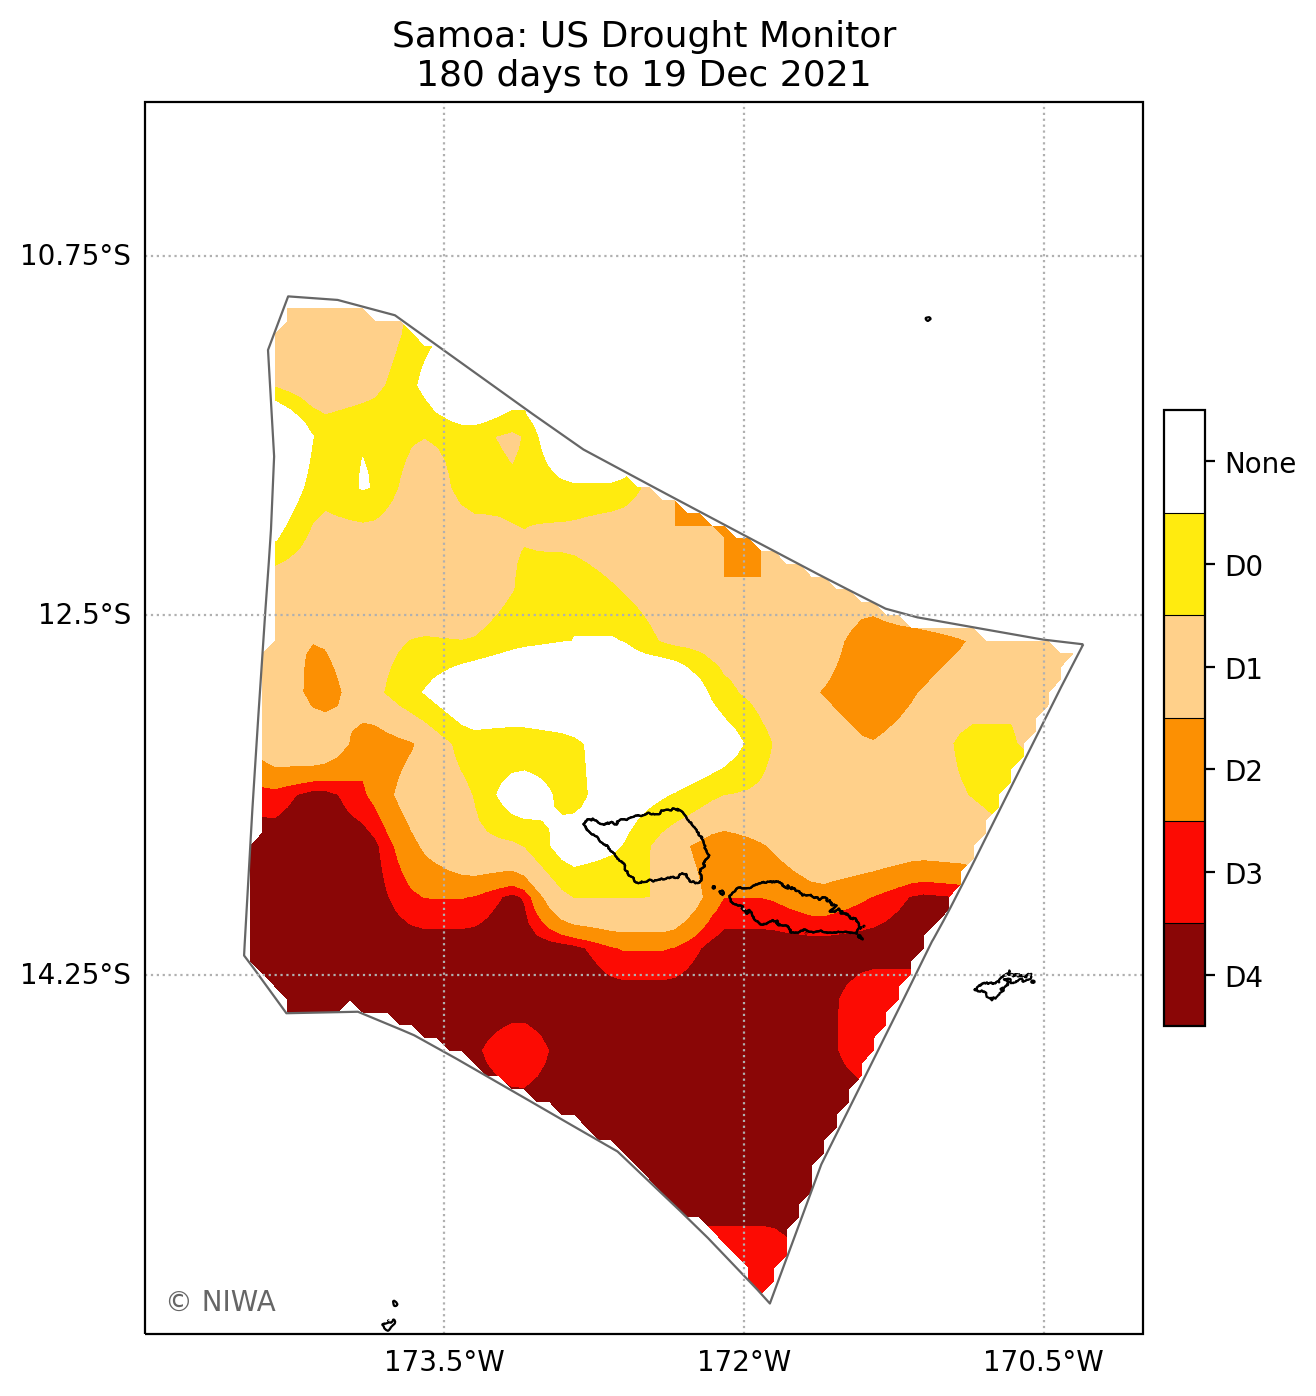 Samoa: US Drought Monitor
180 days to 19 Dec 2021
10.75°S
12.5°S
14.25°S
173.5°W
172°W
170.5°W
None
D0
D1
D2
D3
D4
© NIWA